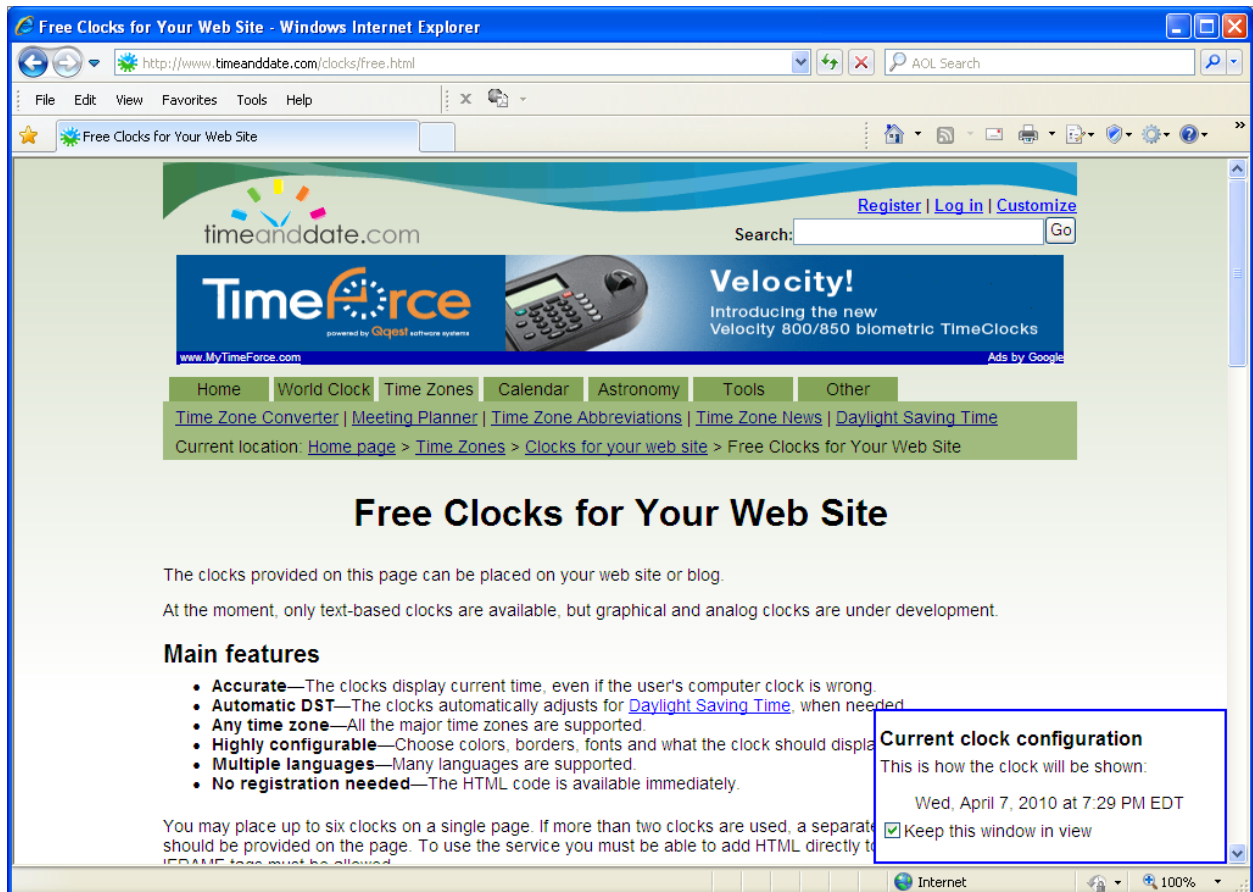 Free Clocks for Your Web Site - Windows Internet Explorer
http://www.timeanddate.com/clocks/free.html
AOL Search
File Edit View Favorites Tools Help
Free Clocks for Your Web Site
timeanddate.com
Register | Log in | Customize
Search: Go
TimeForce
powered by Qqest software systems
Velocity!
Introducing the new
Velocity 800/850 biometric TimeClocks
www.MyTimeForce.com Ads by Google
Home World Clock Time Zones Calendar Astronomy Tools Other
Time Zone Converter | Meeting Planner | Time Zone Abbreviations | Time Zone News | Daylight Saving Time
Current location: Home page > Time Zones > Clocks for your web site > Free Clocks for Your Web Site
Free Clocks for Your Web Site
The clocks provided on this page can be placed on your web site or blog.
At the moment, only text-based clocks are available, but graphical and analog clocks are under development.
Main features
• Accurate—The clocks display current time, even if the user's computer clock is wrong.
• Automatic DST—The clocks automatically adjusts for Daylight Saving Time, when needed.
• Any time zone—All the major time zones are supported.
• Highly configurable—Choose colors, borders, fonts and what the clock should displa
• Multiple languages—Many languages are supported.
• No registration needed—The HTML code is available immediately.
You may place up to six clocks on a single page. If more than two clocks are used, a separate
should be provided on the page. To use the service you must be able to add HTML directly to
IFRAME tags must be allowed
Current clock configuration
This is how the clock will be shown:
Wed, April 7, 2010 at 7:29 PM EDT
Keep this window in view
Internet 100%